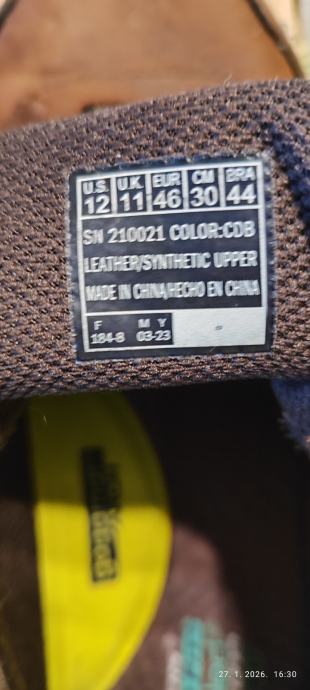 U.S. U.K. EUR CM BRA
12 11 46 30 44
SN 210021 COLOR:CDB
LEATHER/SYNTHETIC UPPER
MADE IN CHINA/HECHO EN CHINA
F M Y
184-B 03-23
27. 1. 2026. 16:30